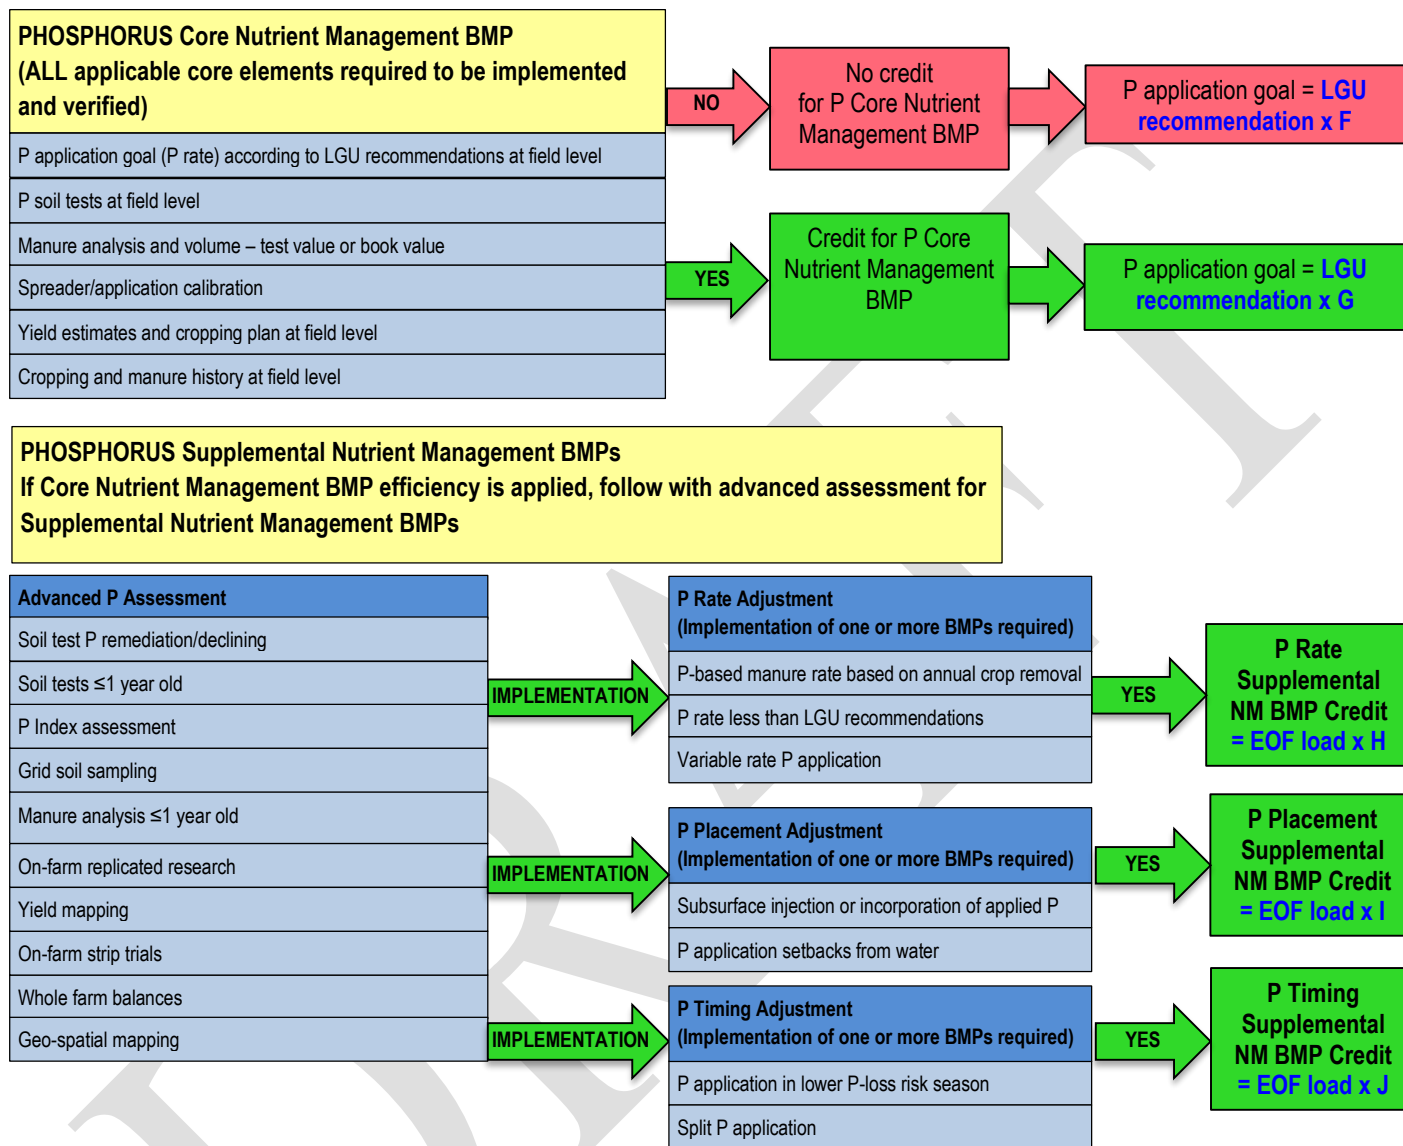 PHOSPHORUS Core Nutrient Management BMP
(ALL applicable core elements required to be implemented
and verified)
P application goal (P rate) according to LGU recommendations at field level
P soil tests at field level
Manure analysis and volume – test value or book value
Spreader/application calibration
Yield estimates and cropping plan at field level
Cropping and manure history at field level
NO
No credit
for P Core Nutrient
Management BMP
P application goal = LGU
recommendation x F
YES
Credit for P Core
Nutrient Management
BMP
P application goal = LGU
recommendation x G
PHOSPHORUS Supplemental Nutrient Management BMPs
If Core Nutrient Management BMP efficiency is applied, follow with advanced assessment for
Supplemental Nutrient Management BMPs
Advanced P Assessment
Soil test P remediation/declining
Soil tests ≤1 year old
P Index assessment
Grid soil sampling
Manure analysis ≤1 year old
On-farm replicated research
Yield mapping
On-farm strip trials
Whole farm balances
Geo-spatial mapping
IMPLEMENTATION
P Rate Adjustment
(Implementation of one or more BMPs required)
P-based manure rate based on annual crop removal
P rate less than LGU recommendations
Variable rate P application
YES
P Rate
Supplemental
NM BMP Credit
= EOF load x H
IMPLEMENTATION
P Placement Adjustment
(Implementation of one or more BMPs required)
Subsurface injection or incorporation of applied P
P application setbacks from water
YES
P Placement
Supplemental
NM BMP Credit
= EOF load x I
IMPLEMENTATION
P Timing Adjustment
(Implementation of one or more BMPs required)
P application in lower P-loss risk season
Split P application
YES
P Timing
Supplemental
NM BMP Credit
= EOF load x J
DRAFT